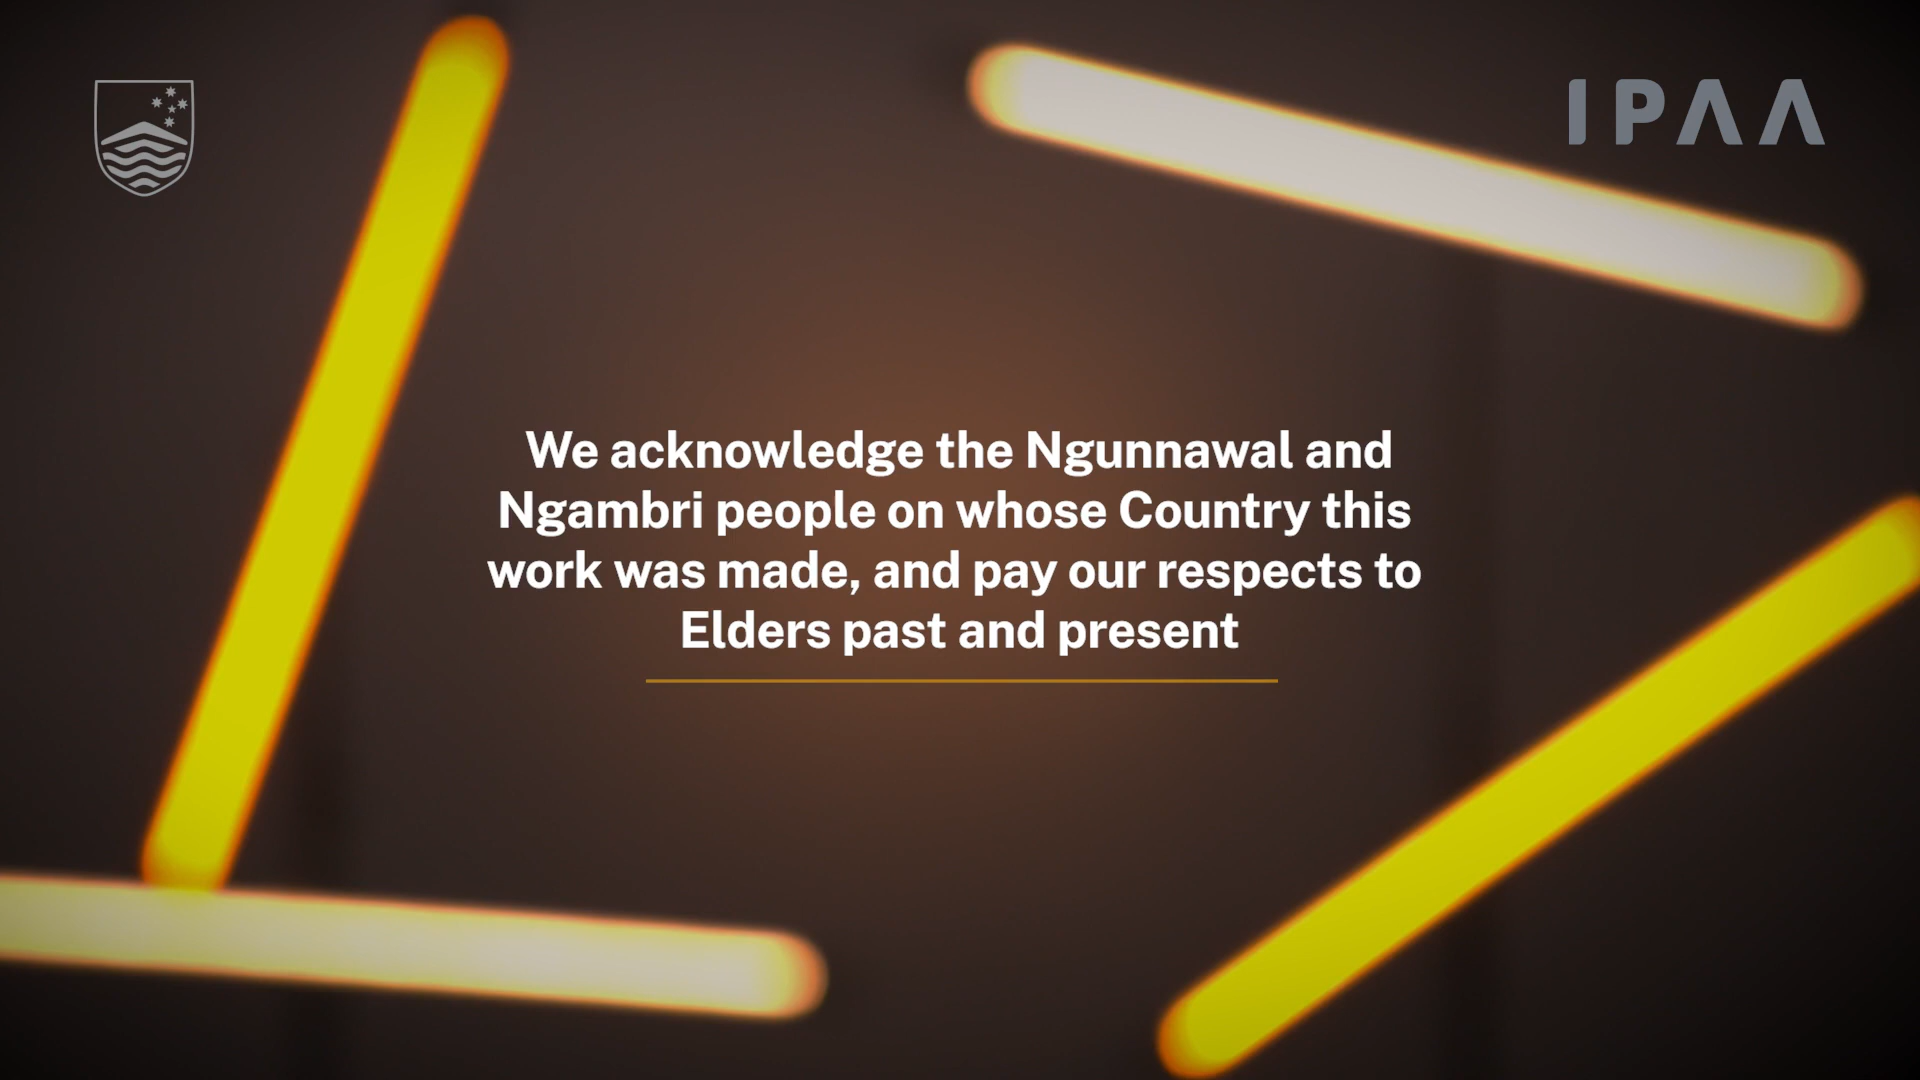 IPAA
We acknowledge the Ngunnawal and
Ngambri people on whose Country this
work was made, and pay our respects to
Elders past and present